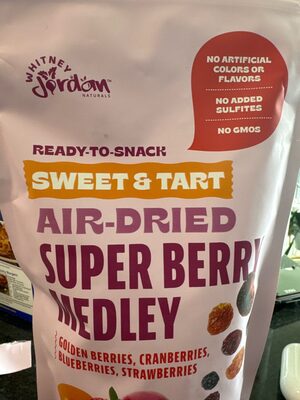 WHITNEY
Jordan
NATURALS
NO ARTIFICIAL
COLORS OR
FLAVORS
NO ADDED
SULFITES
NO GMOS
READY-TO-SNACK
SWEET & TART
AIR-DRIED
SUPER BERRY
MEDLEY
GOLDEN BERRIES, CRANBERRIES,
BLUEBERRIES, STRAWBERRIES